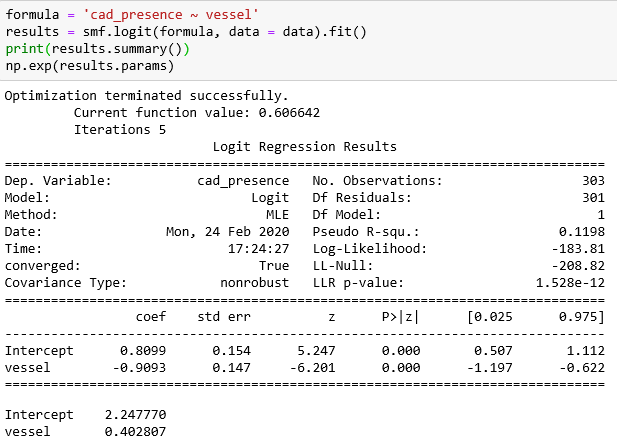 formula = 'cad_presence ~ vessel'
results = smf.logit(formula, data = data).fit()
print(results.summary())
np.exp(results.params)
Optimization terminated successfully.
         Current function value: 0.606642
         Iterations 5
                           Logit Regression Results
==============================================================================
Dep. Variable:           cad_presence   No. Observations:                  303
Model:                          Logit   Df Residuals:                      301
Method:                           MLE   Df Model:                            1
Date:                Mon, 24 Feb 2020   Pseudo R-squ.:                  0.1198
Time:                        17:24:27   Log-Likelihood:                -183.81
converged:                       True   LL-Null:                       -208.82
Covariance Type:            nonrobust   LLR p-value:                 1.528e-12
==============================================================================
                 coef    std err          z      P>|z|      [0.025      0.975]
------------------------------------------------------------------------------
Intercept      0.8099      0.154      5.247      0.000       0.507       1.112
vessel        -0.9093      0.147     -6.201      0.000      -1.197      -0.622
==============================================================================
Intercept    2.247770
vessel       0.402807